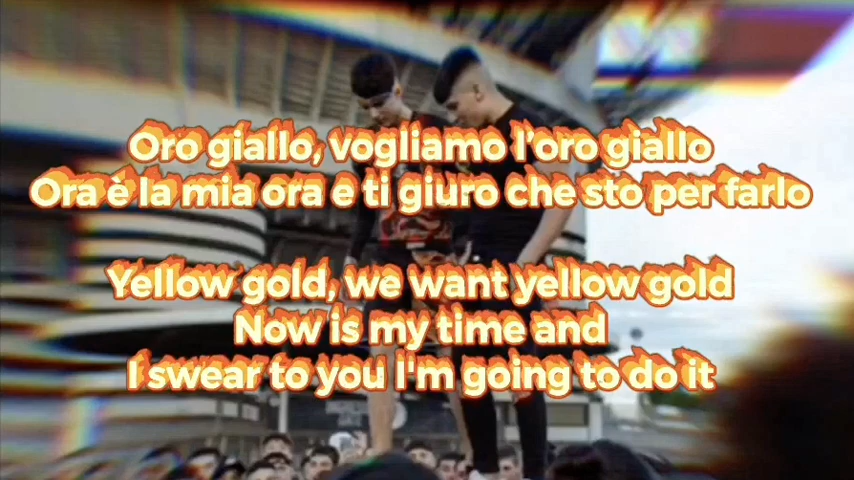 Oro giallo, vogliamo l'oro giallo
Ora è la mia ora e ti giuro che sto per farlo
Yellow gold, we want yellow gold
Now is my time and
I swear to you I'm going to do it